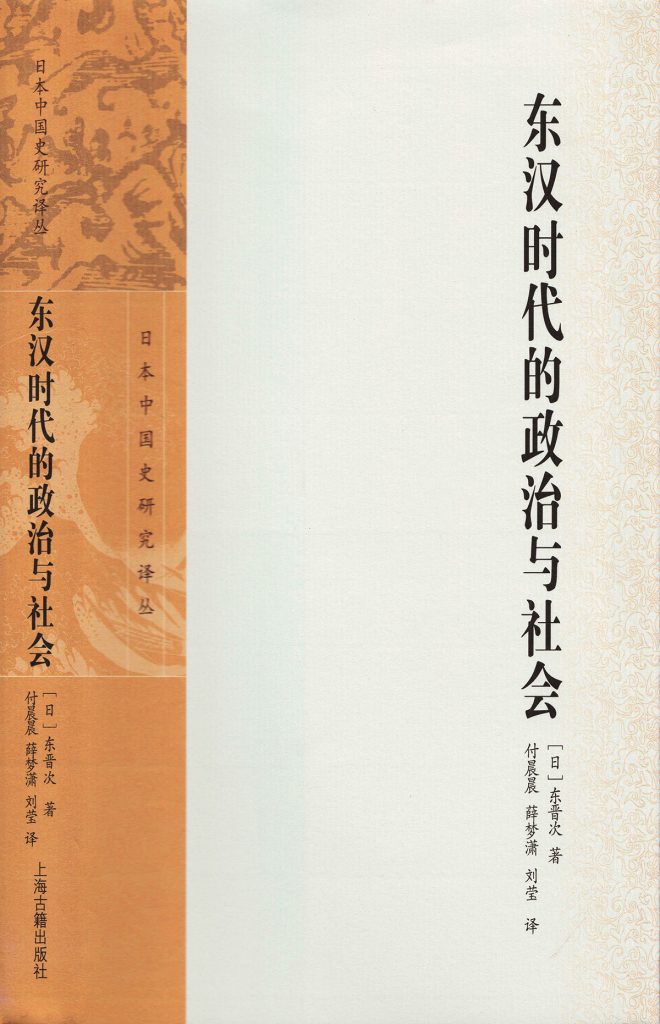 东汉时代的政治与社会
［日］东晋次 著
付晨晨 薛梦潇 刘莹 译
日本中国史研究译丛
日本中国史研究译丛
东汉时代的政治与社会
［日］东晋次 著
付晨晨 薛梦潇 刘莹 译
上海古籍出版社